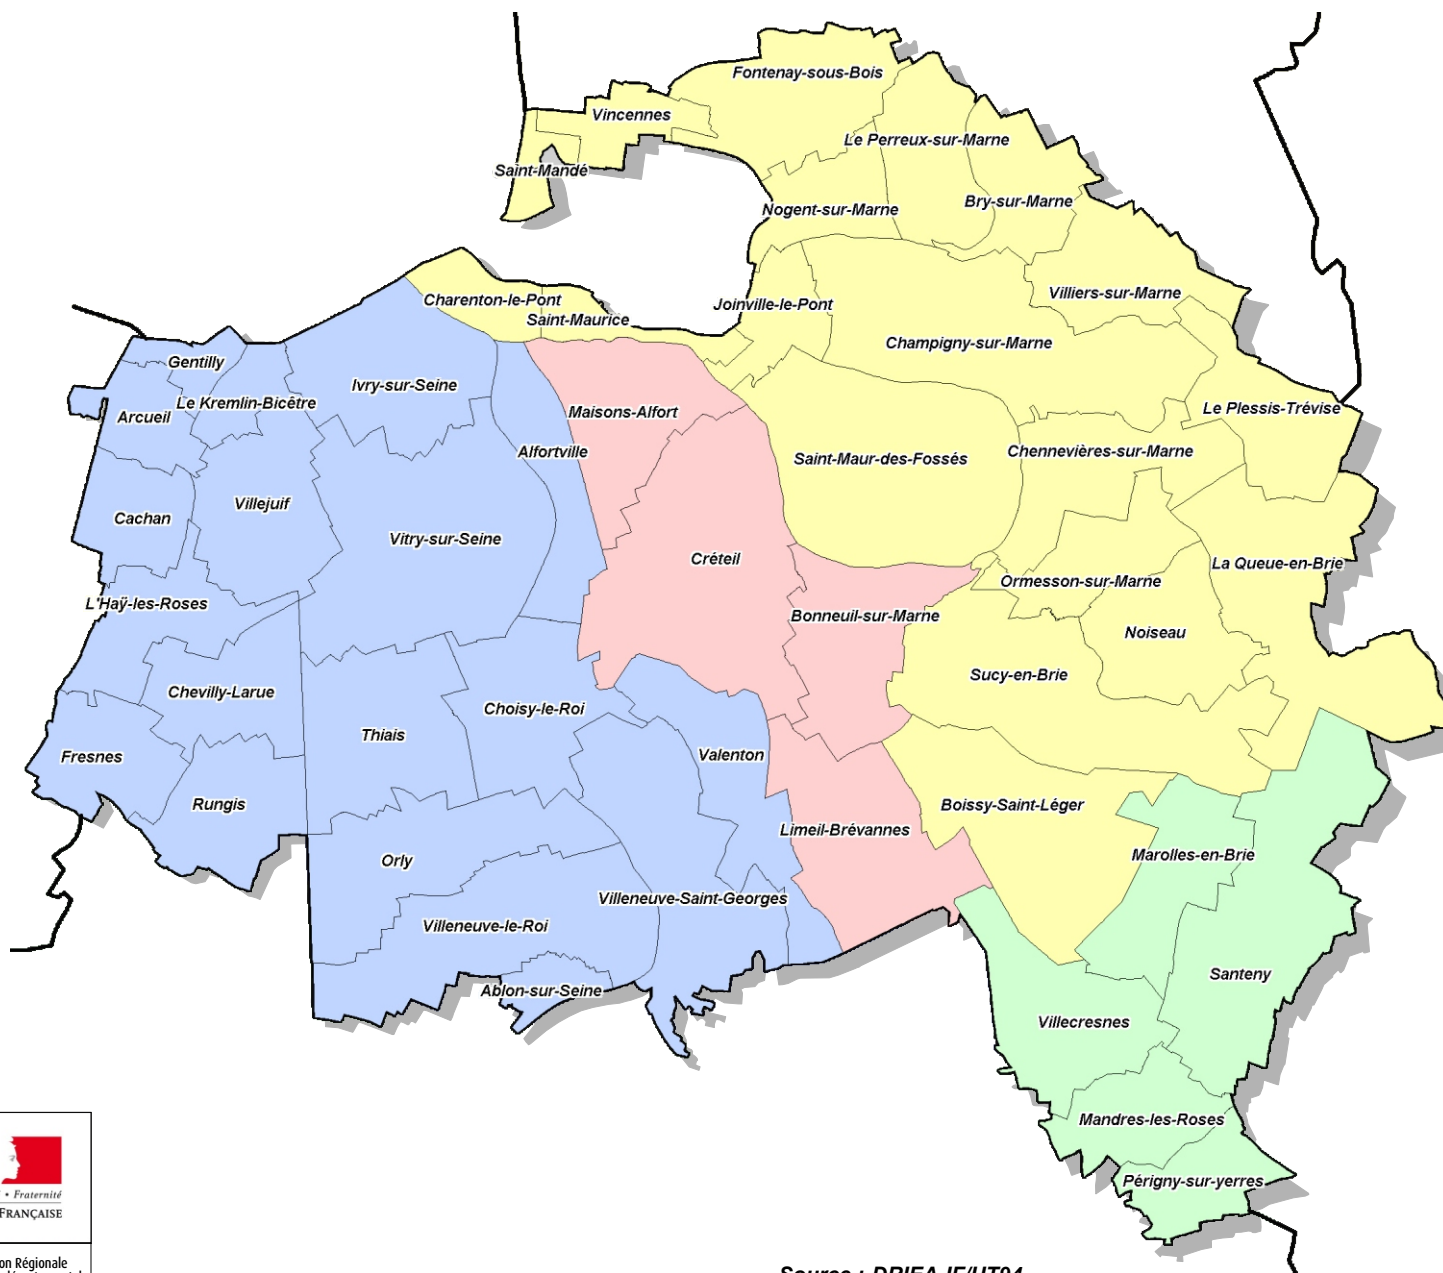 Fontenay-sous-Bois
Vincennes
Le Perreux-sur-Marne
Saint-Mandé
Bry-sur-Marne
Nogent-sur-Marne
Villiers-sur-Marne
Charenton-le-Pont
Joinville-le-Pont
Saint-Maurice
Champigny-sur-Marne
Gentilly
Ivry-sur-Seine
Le Kremlin-Bicêtre
Le Plessis-Trévise
Maisons-Alfort
Arcueil
Alfortville
Chennevières-sur-Marne
Saint-Maur-des-Fossés
Villejuif
Cachan
Vitry-sur-Seine
Créteil
La Queue-en-Brie
Ormesson-sur-Marne
L'Haÿ-les-Roses
Bonneuil-sur-Marne
Noiseau
Sucy-en-Brie
Chevilly-Larue
Choisy-le-Roi
Thiais
Valenton
Fresnes
Rungis
Boissy-Saint-Léger
Limeil-Brévannes
Marolles-en-Brie
Orly
Villeneuve-Saint-Georges
Villeneuve-le-Roi
Santeny
Ablon-sur-Seine
Villecresnes
Mandres-les-Roses
Périgny-sur-yerres
• Fraternité
FRANÇAISE
on Régionale
Source : DRIEA IF/UT94